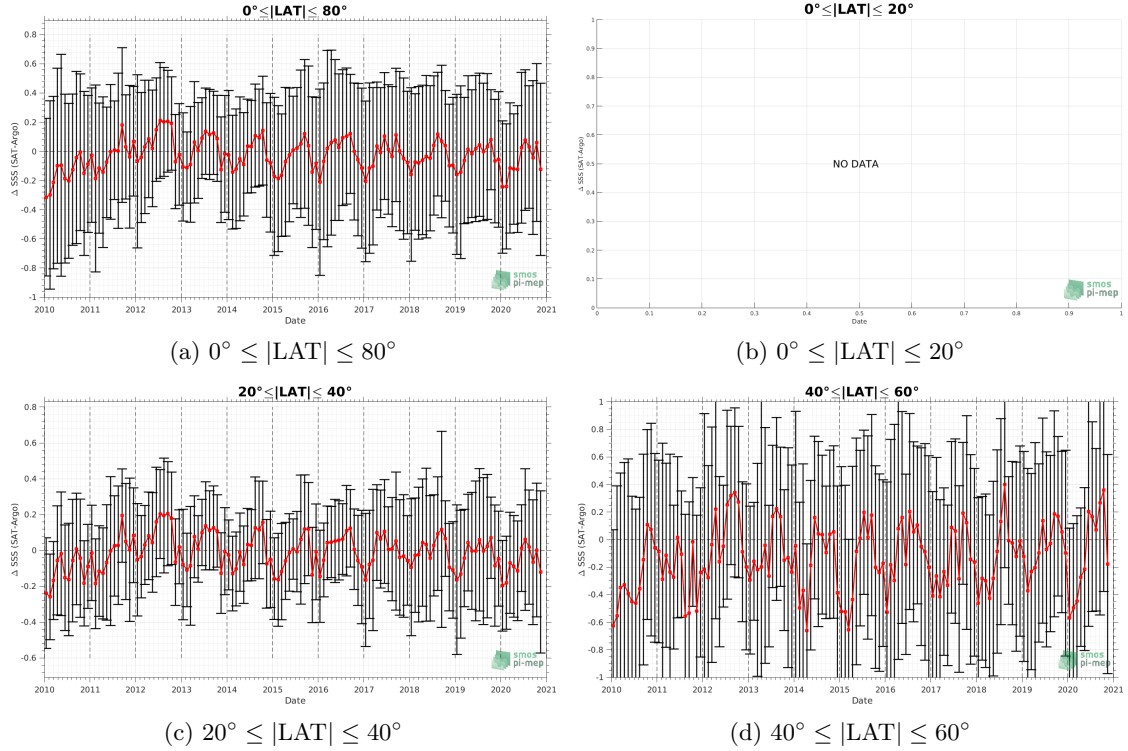 0°≤|LAT|≤ 80°
0.8
0.6
0.4
0.2
0
-0.2
-0.4
-0.6
-0.8
-1
Δ SSS (SAT-Argo)
2010 2011 2012 2013 2014 2015 2016 2017 2018 2019 2020 2021
Date
smos
pi-mep
(a) 0° ≤ |LAT| ≤ 80°
0°≤|LAT|≤ 20°
1
0.9
0.8
0.7
0.6
0.5
0.4
0.3
0.2
0.1
0
Δ SSS (SAT-Argo)
NO DATA
0 0.1 0.2 0.3 0.4 0.5 0.6 0.7 0.8 0.9 1
Date
smos
pi-mep
(b) 0° ≤ |LAT| ≤ 20°
20°≤|LAT|≤ 40°
0.8
0.6
0.4
0.2
0
-0.2
-0.4
-0.6
Δ SSS (SAT-Argo)
2010 2011 2012 2013 2014 2015 2016 2017 2018 2019 2020 2021
Date
smos
pi-mep
(c) 20° ≤ |LAT| ≤ 40°
40°≤|LAT|≤ 60°
1
0.8
0.6
0.4
0.2
0
-0.2
-0.4
-0.6
-0.8
-1
Δ SSS (SAT-Argo)
2010 2011 2012 2013 2014 2015 2016 2017 2018 2019 2020 2021
Date
smos
pi-mep
(d) 40° ≤ |LAT| ≤ 60°